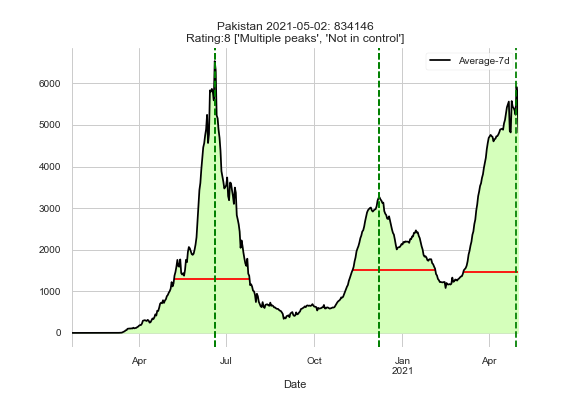 Pakistan 2021-05-02: 834146
Rating:8 ['Multiple peaks', 'Not in control']
Average-7d
6000
5000
4000
3000
2000
1000
0
Apr
Jul
Oct
Jan
2021
Apr
Date